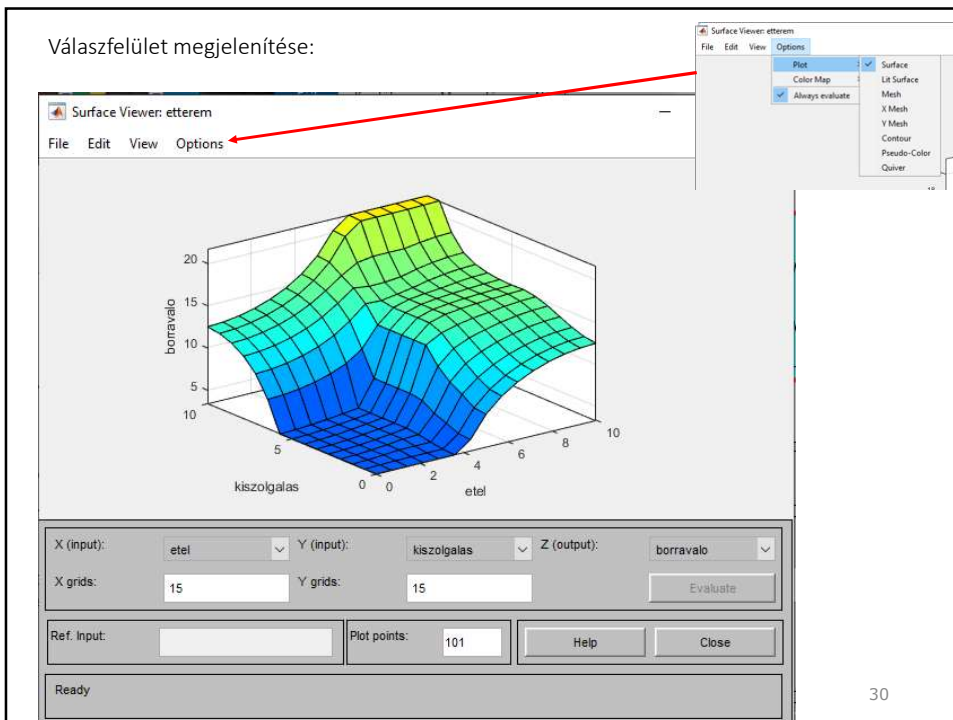 Válaszfelület megjelenítése:
Surface Viewer: etterem
File Edit View Options
Plot
Color Map
Always evaluate
Surface
Lit Surface
Mesh
X Mesh
Y Mesh
Contour
Pseudo-Color
Quiver
Surface Viewer: etterem
File Edit View Options
borravalo
20
15
10
5
10
5
0
kiszolgalas
0
2
4
6
8
10
etel
X (input): etel Y (input): kiszolgalas Z (output): borravalo
X grids: 15 Y grids: 15 Evaluate
Ref. Input: Plot points: 101 Help Close
Ready
30